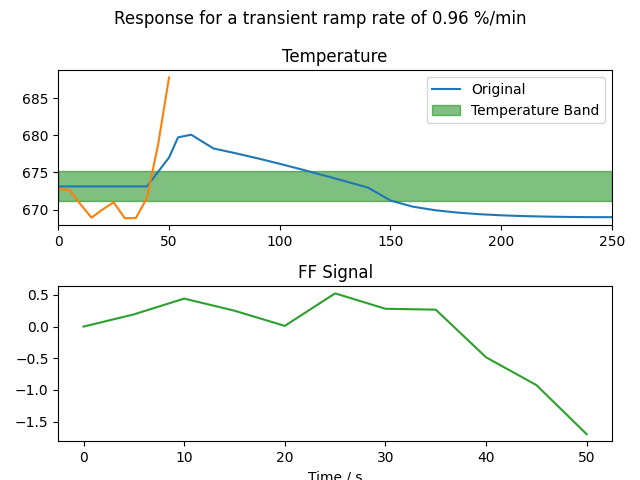 Response for a transient ramp rate of 0.96 %/min
Temperature
Original
Temperature Band
685
680
675
670
0 50 100 150 200 250
FF Signal
0.5
0.0
−0.5
−1.0
−1.5
0 10 20 30 40 50
Time / s